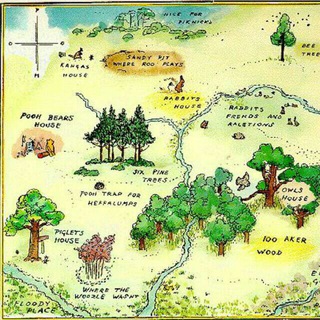 NICE FOR
PIKNICKS
BEE
TREE
KANGAS
HOUSE
SANDY PIT
WHERE ROO PLAYS
RABBITS
HOUSE
RABBITS
FRENDS AND
RALETIONS
POOH BEARS
HOUSE
SIX PINE
TREES
POOH TRAP FOR
HEFFALUMPS
OWLS
HOUSE
PIGLETS
HOUSE
100 AKER
WOOD
WHERE THE
WOOZLE WASNT
FLOODY
PLACE